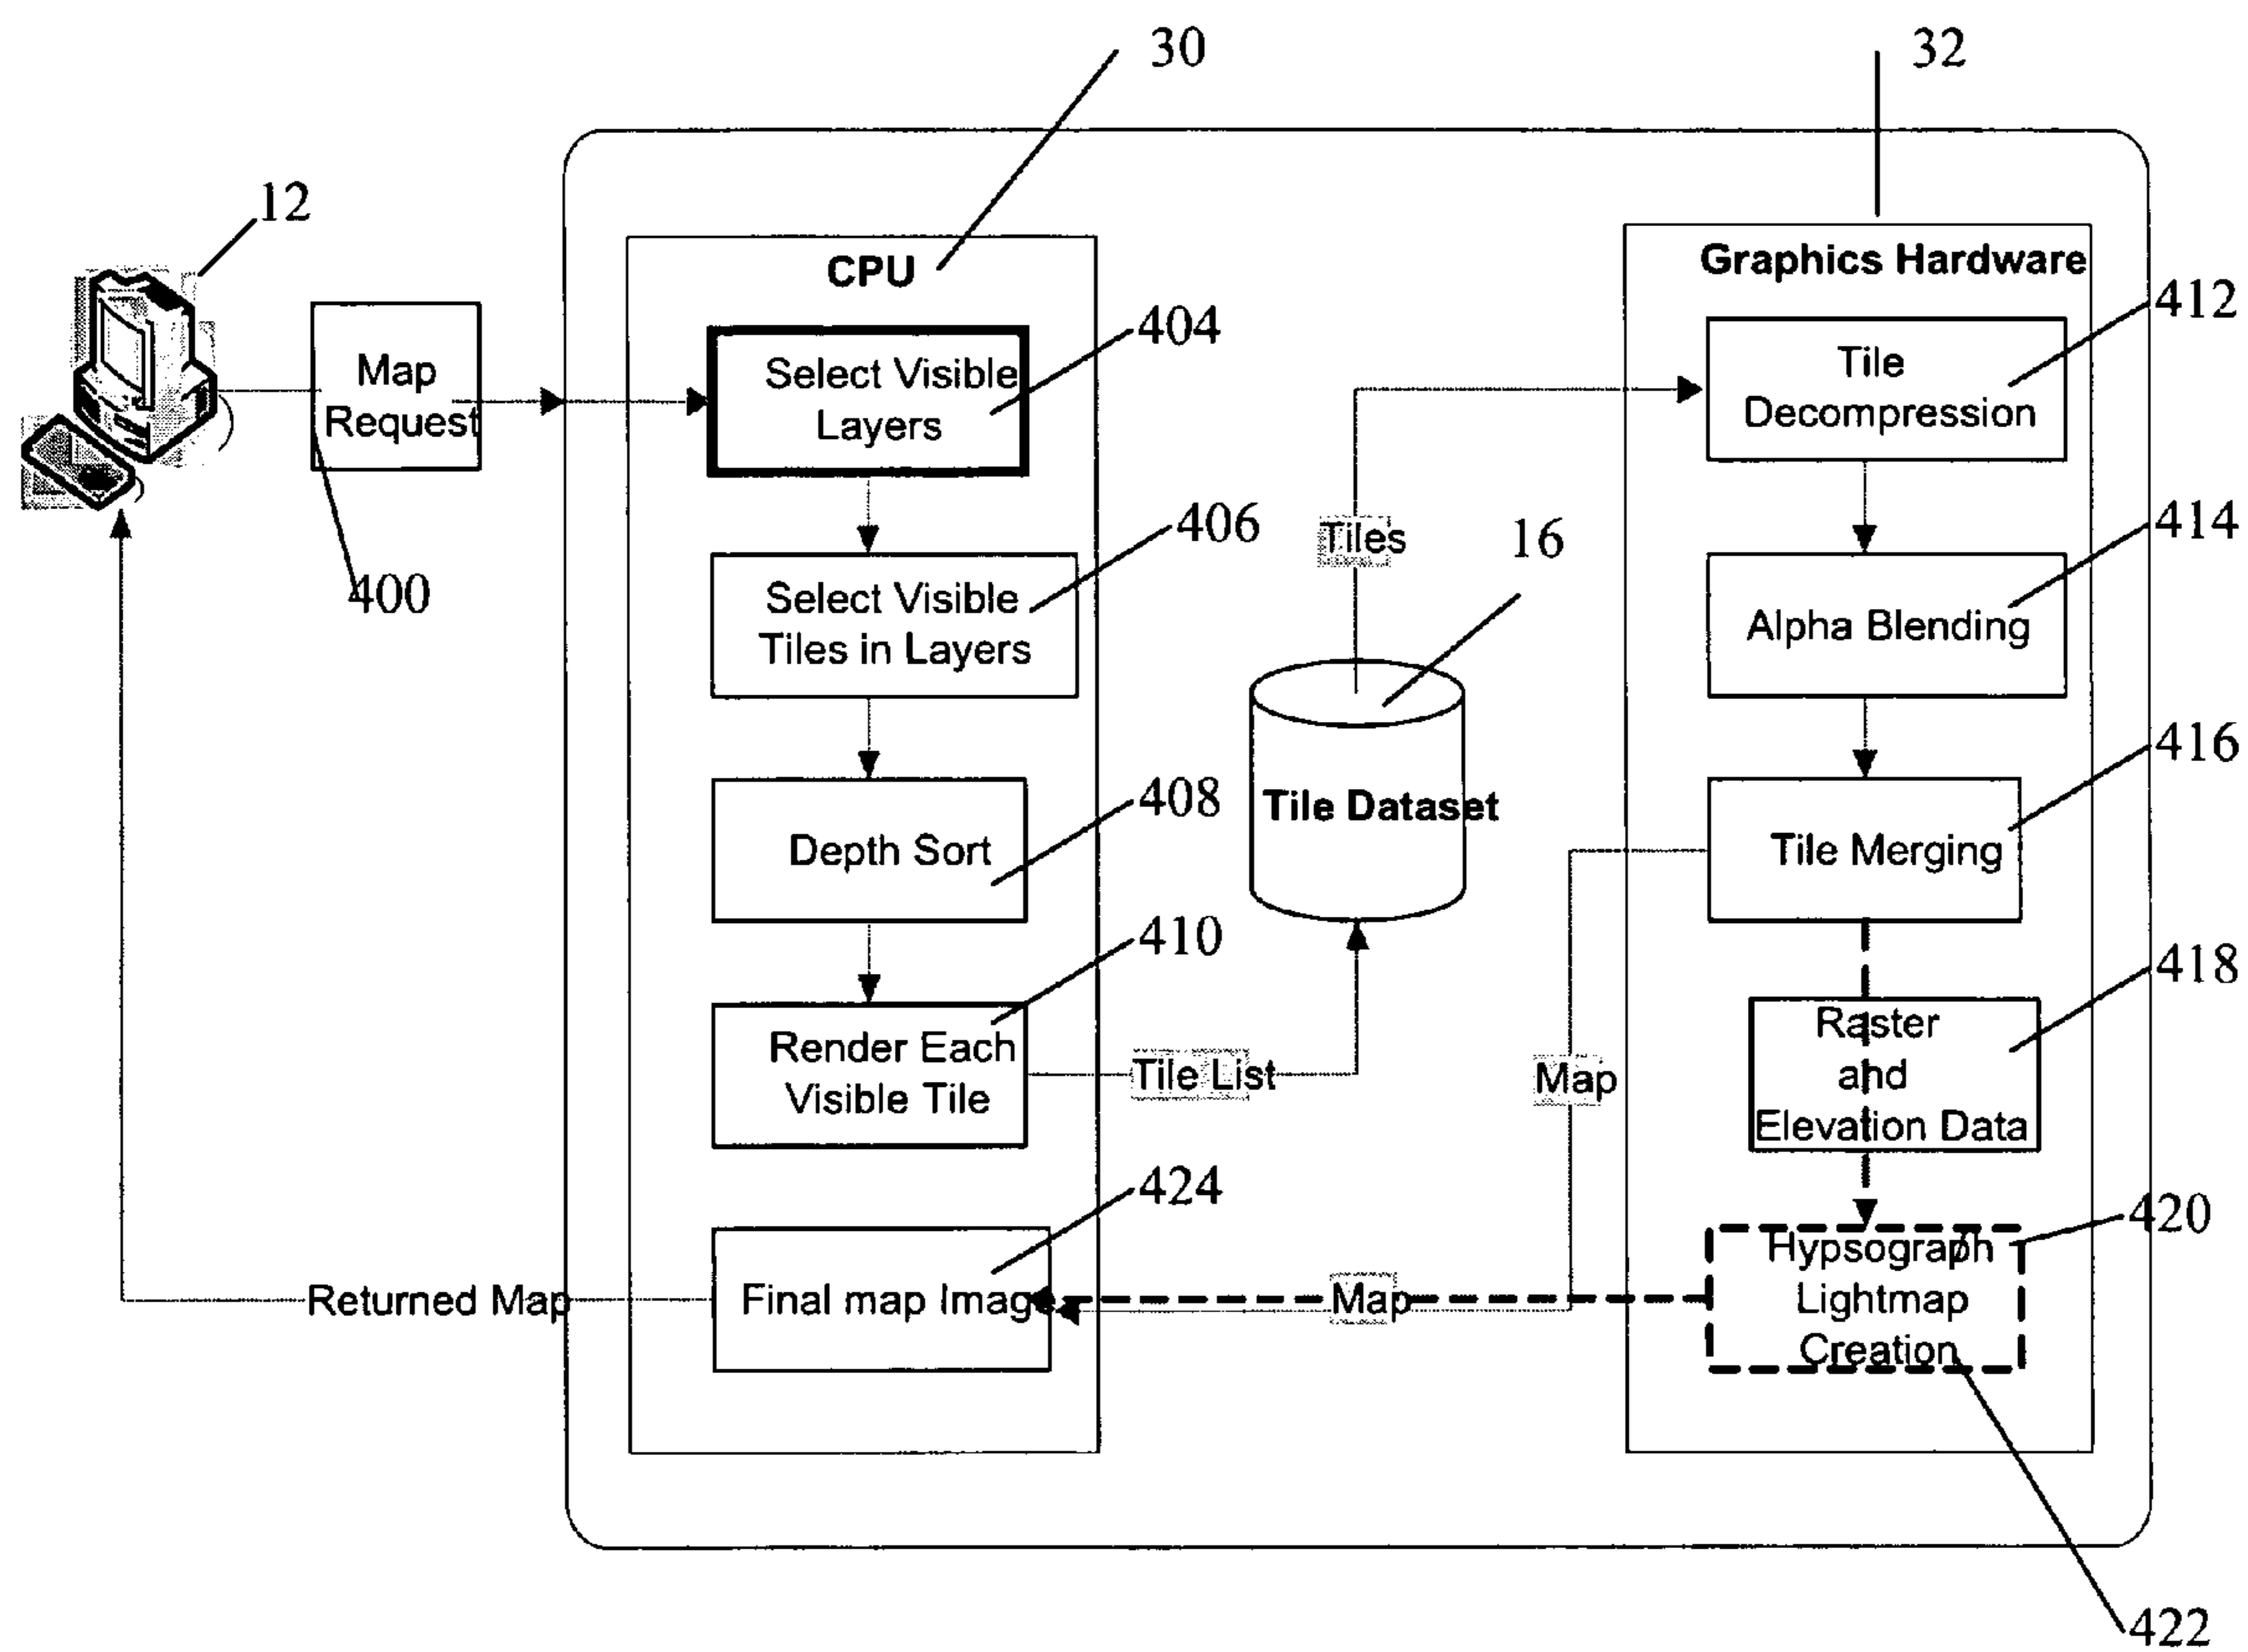 30
32
12
CPU
Graphics Hardware
412
404
Map
Request
Select Visible
Layers
Tile
Decompression
400
406
Select Visible
Tiles in Layers
Tiles
16
414
Alpha Blending
408
Depth Sort
Tile Dataset
416
Tile Merging
410
Render Each
Visible Tile
Tile List
Map
418
Raster
and
Elevation Data
424
Final map Image
Returned Map
Map
420
Hypsograph
Lightmap
Creation
422